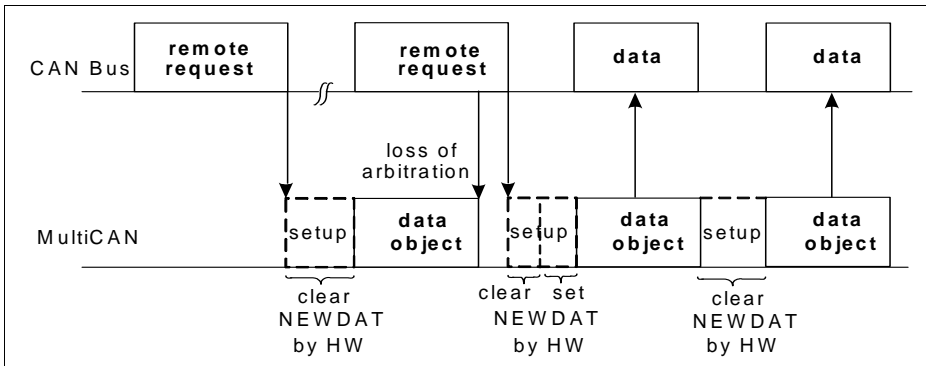 CAN Bus
remote
request
remote
request
data
data
loss of
arbitration
MultiCAN
setup
data
object
setup
data
object
setup
data
object
clear
NEWDAT
by HW
clear set
NEWDAT
by HW
clear
NEWDAT
by HW